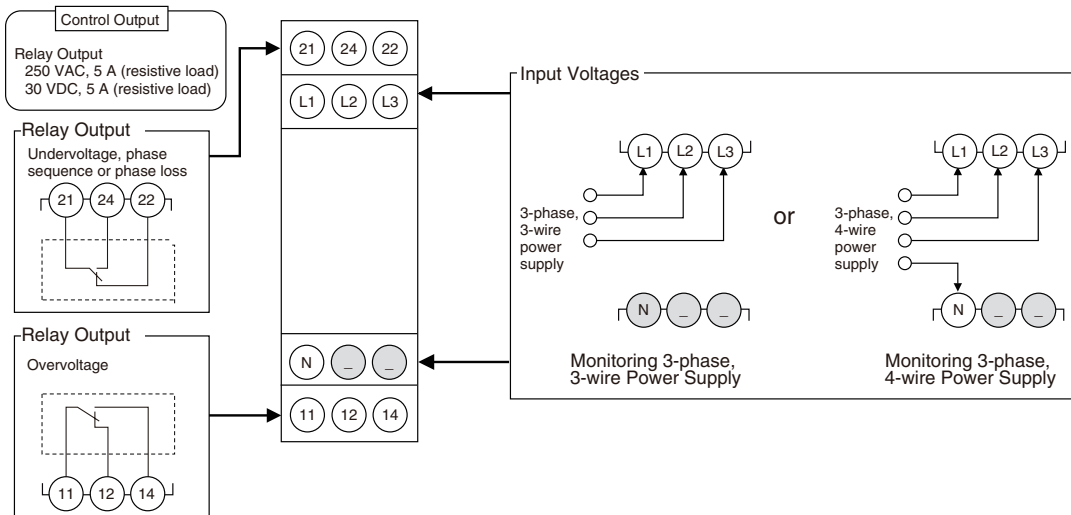 Control Output
Relay Output
250 VAC, 5 A (resistive load)
30 VDC, 5 A (resistive load)
Relay Output
Undervoltage, phase
sequence or phase loss
21 24 22
Relay Output
Overvoltage
11 12 14
21 24 22
L1 L2 L3
N _ _
11 12 14
Input Voltages
L1 L2 L3
3-phase,
3-wire
power
supply
N _ _
Monitoring 3-phase,
3-wire Power Supply
or
L1 L2 L3
3-phase,
4-wire
power
supply
N _ _
Monitoring 3-phase,
4-wire Power Supply